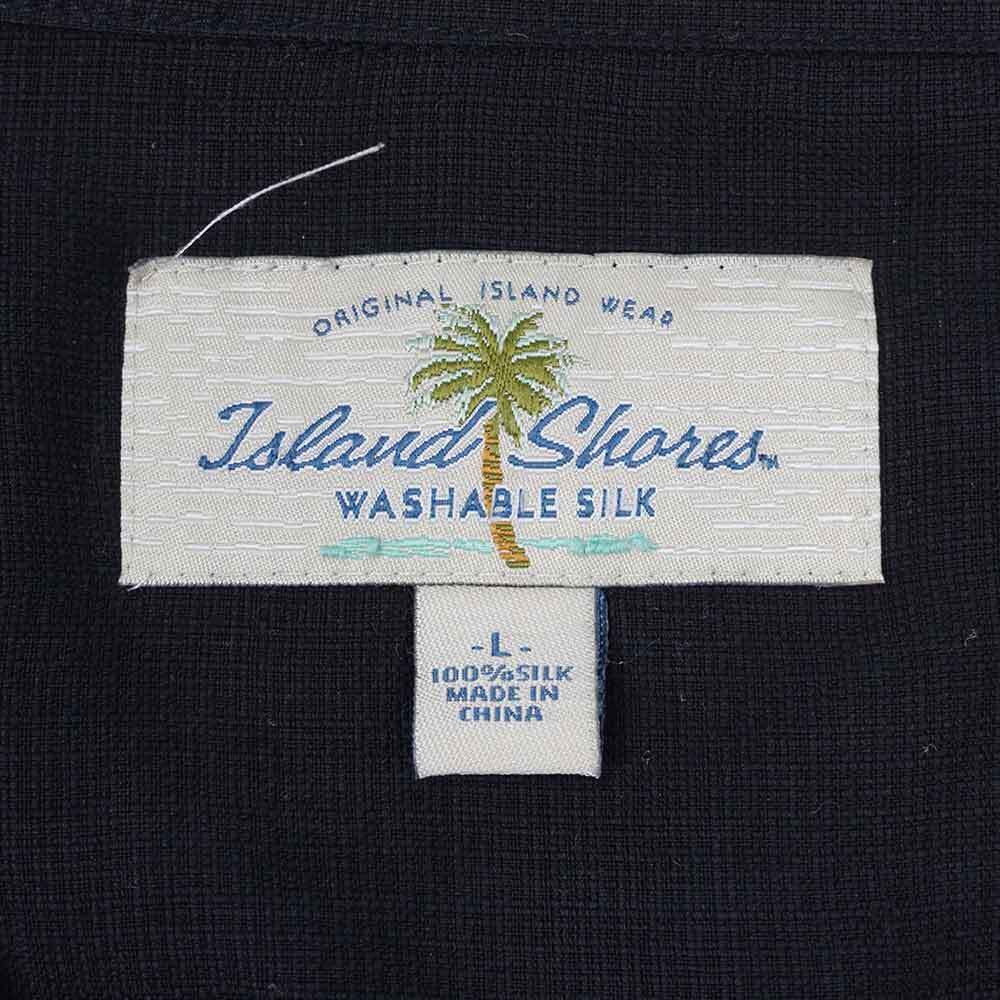 ORIGINAL ISLAND WEAR
Island Shores™
WASHABLE SILK
-L-
100%SILK
MADE IN
CHINA